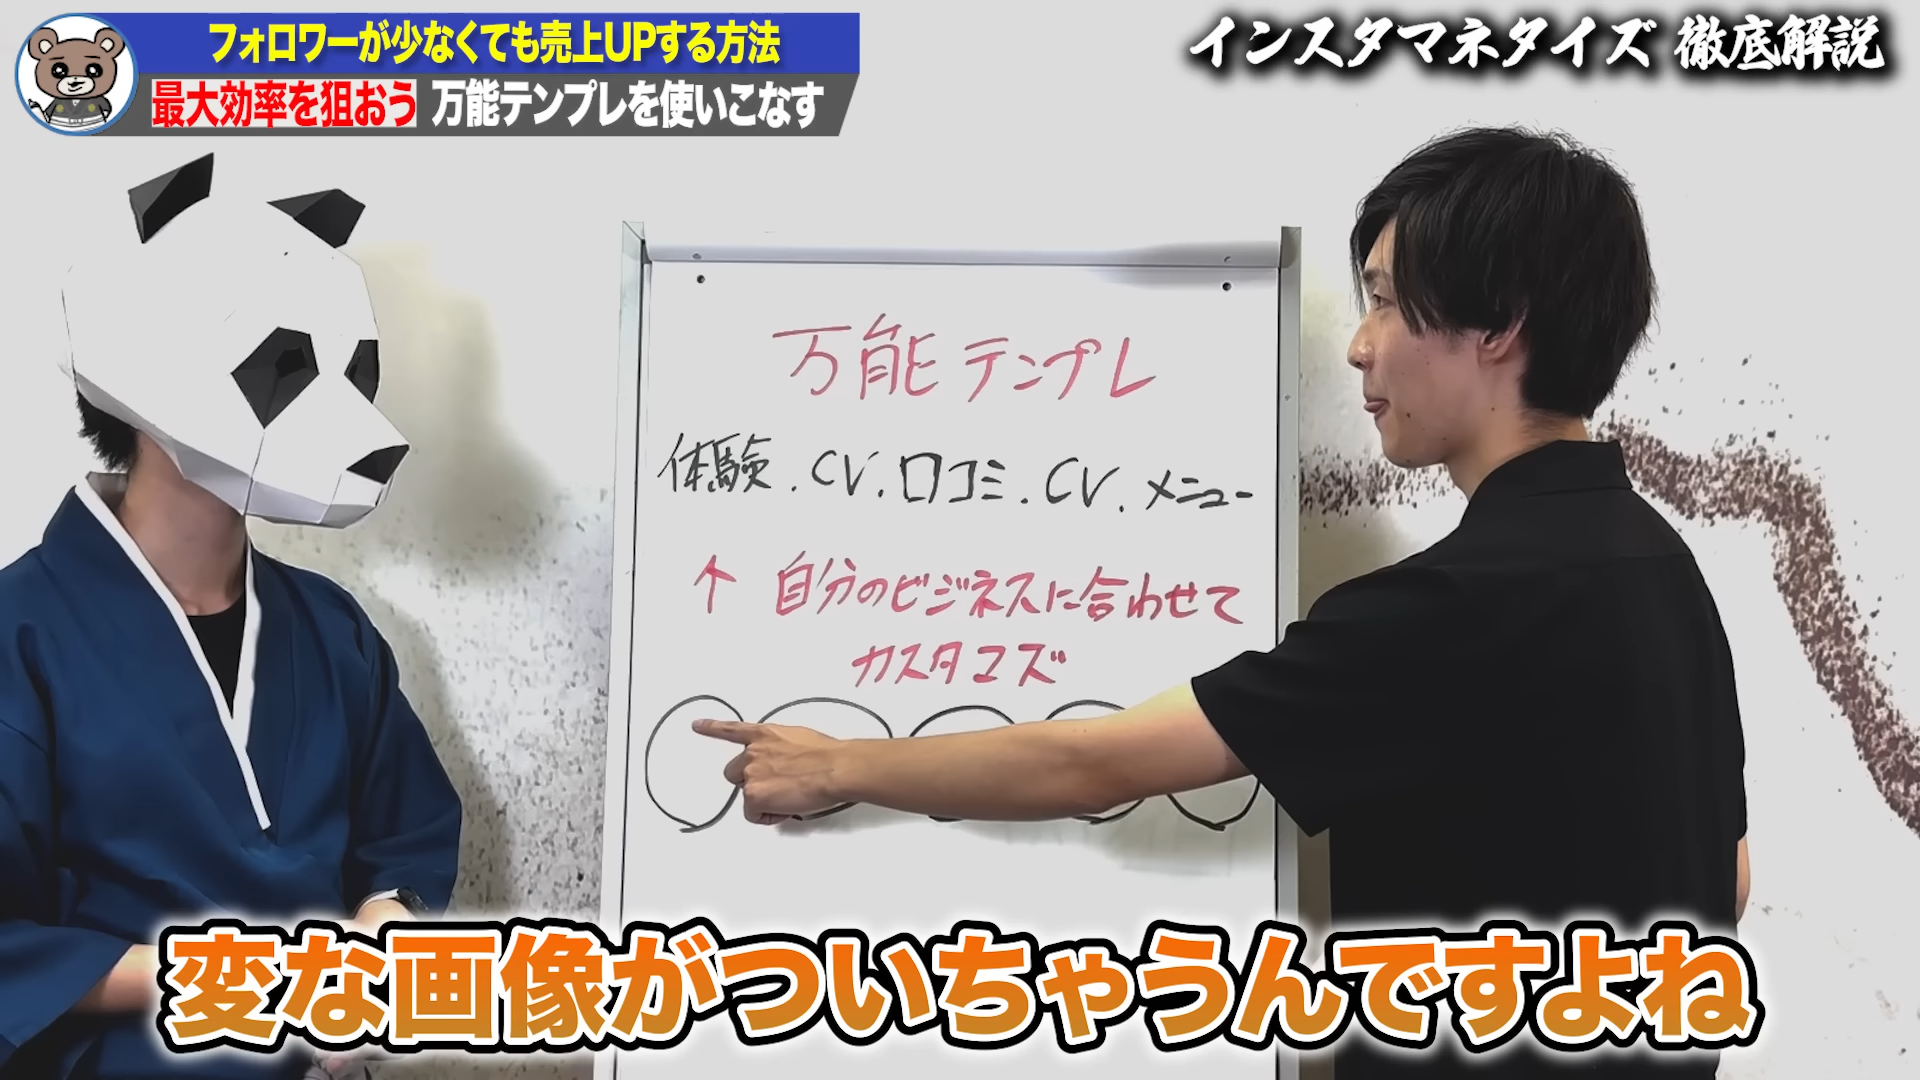 フォロワーが少なくても売上UPする方法
最大効率を狙おう 万能テンプレを使いこなす
インスタマネタイズ 徹底解説
万能テンプレ
体験.CV.口コミ.CV.メニュー
↑ 自分のビジネスに合わせて
カスタマズ
変な画像がついちゃうんですよね